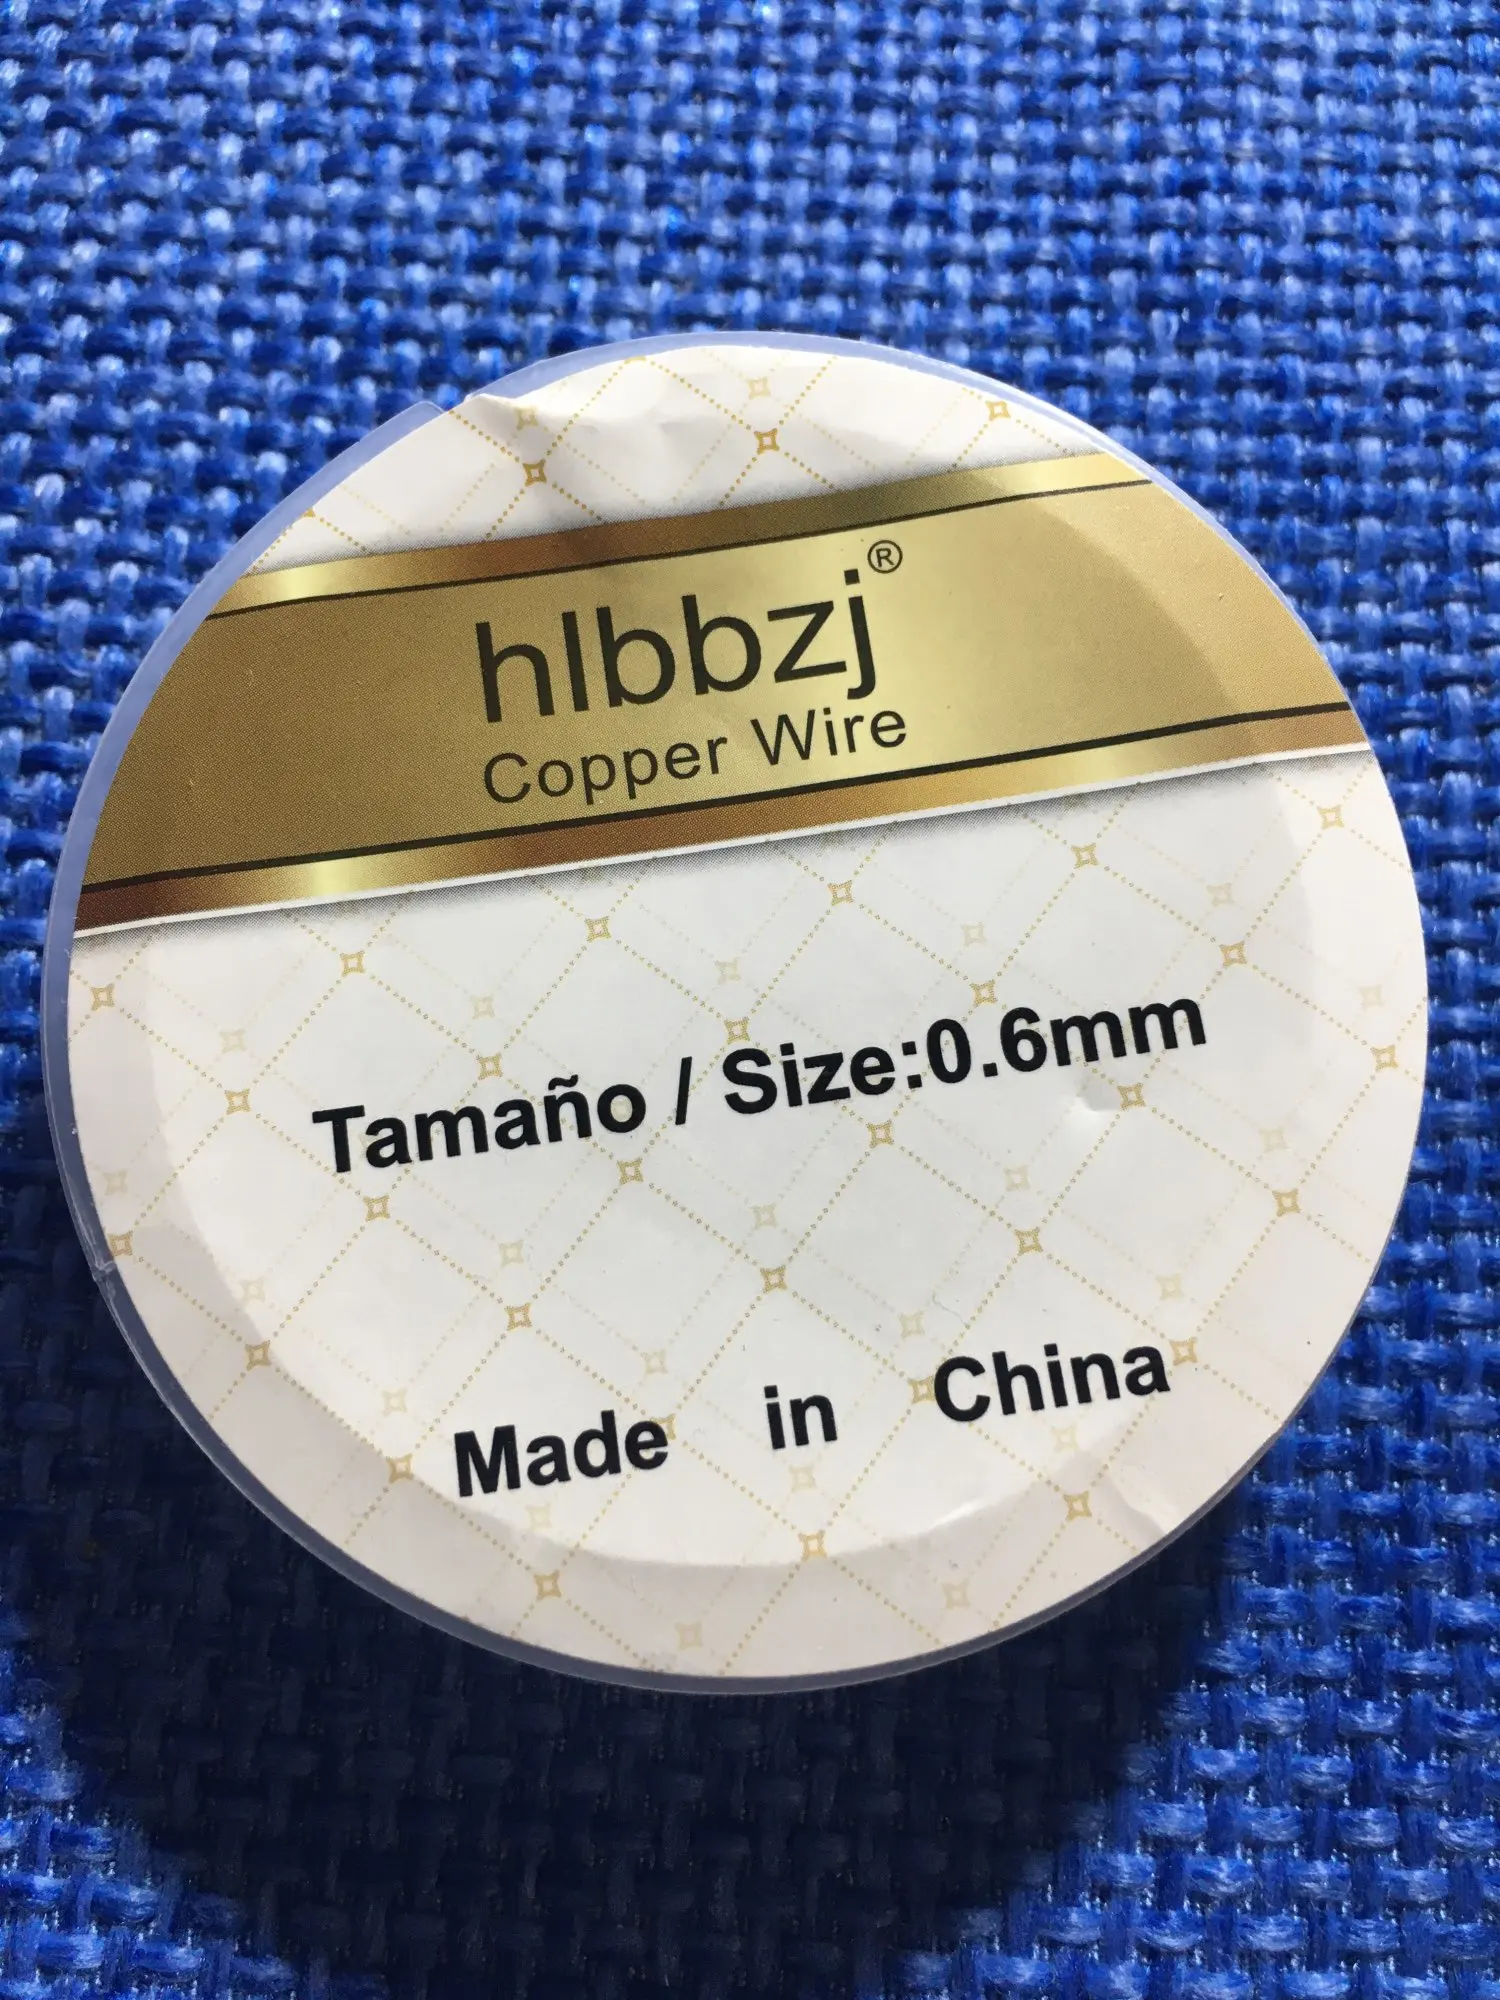 hlbbzj®
Copper Wire
Tamaño / Size:0.6mm
Made in China